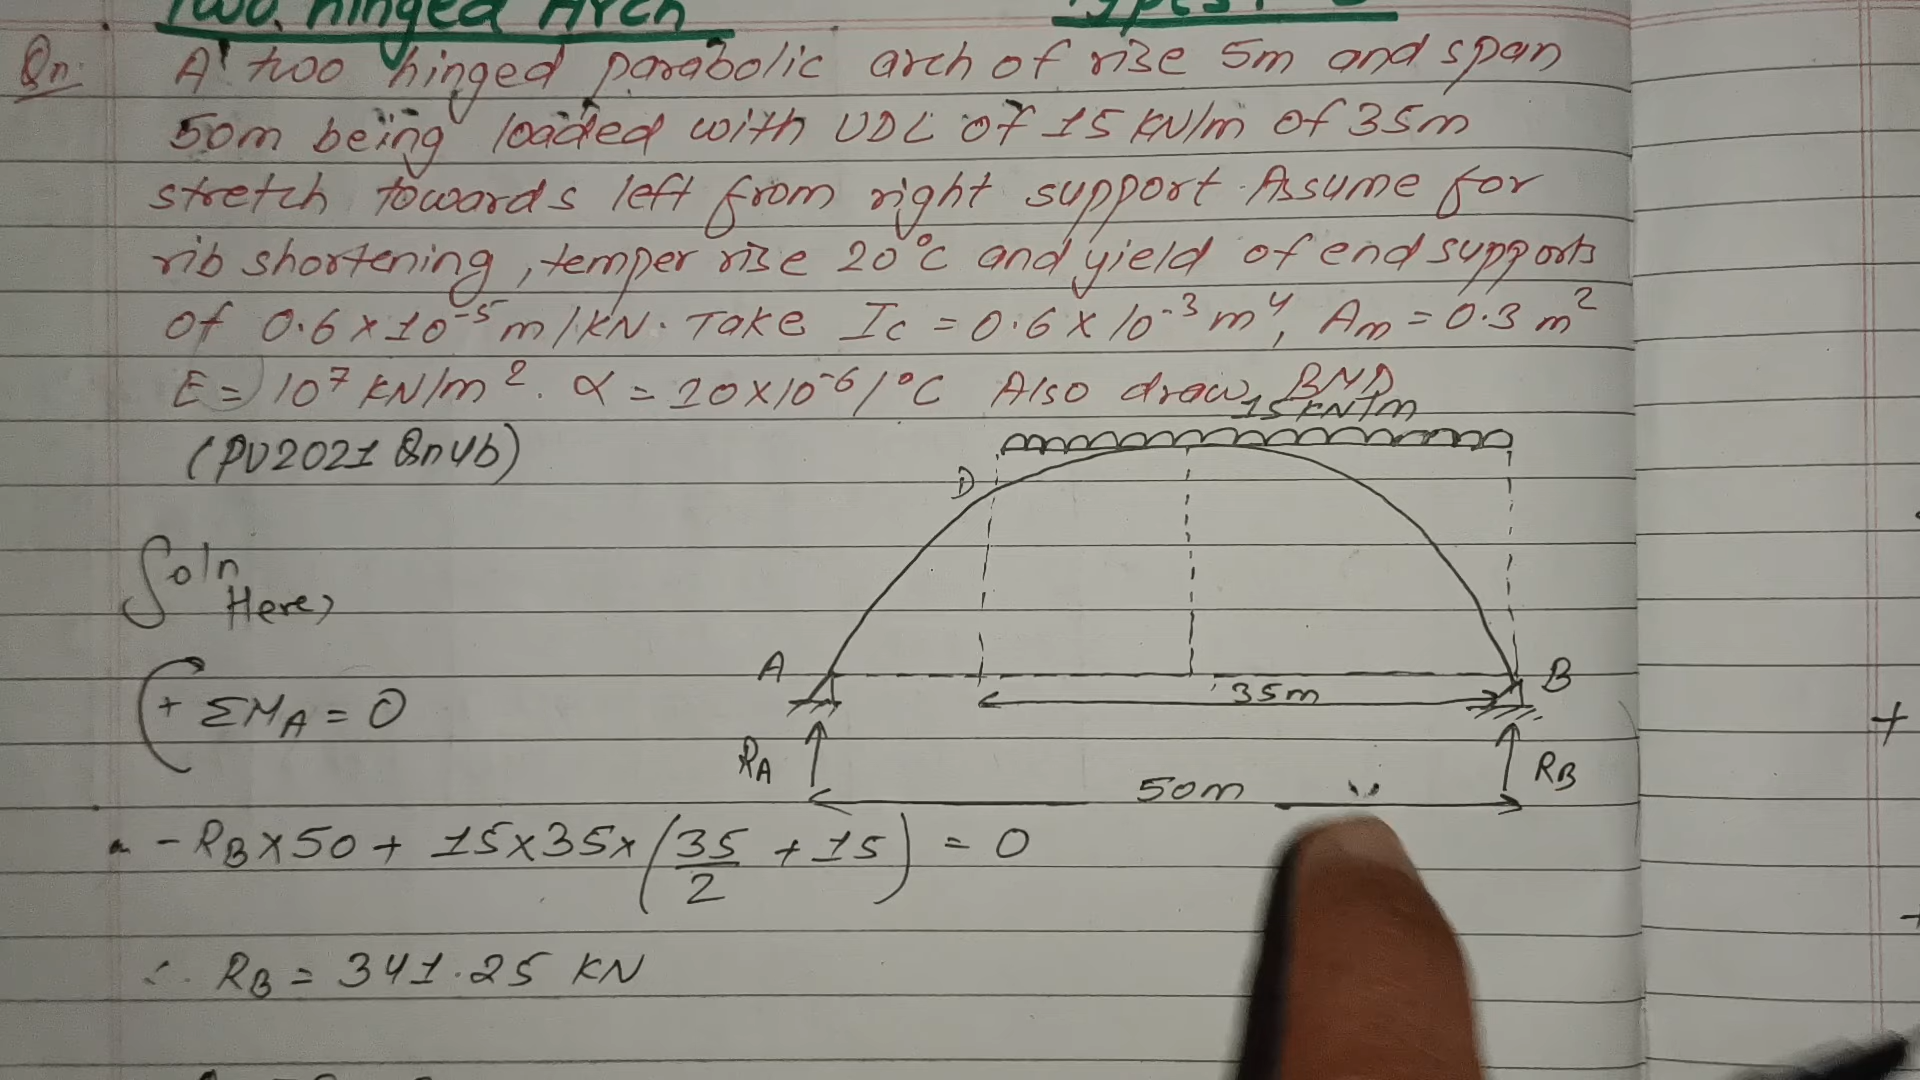 Two hinged Arch
Types:
Qn. A two hinged parabolic arch of rise 5m and span
50m being loaded with UDL of 15 KN/m of 35m
stretch towards left from right support. Assume for
rib shortening, temper rise 20°C and yield of end supports
of 0.6 x 10⁻⁵ m/KN. Take Ic = 0.6 x 10⁻³ m⁴, Am = 0.3 m²
E = 10⁷ KN/m². α = 10x10⁻⁶/°C Also draw BMD
15 KN/m
(PU2021 Qn4b)
D
Soln
Here,
A
B
35m
+ ΣMA = 0
RA
RB
50m
- RB x 50 + 15x35x (35/2 + 15) = 0
∴ RB = 341.25 KN